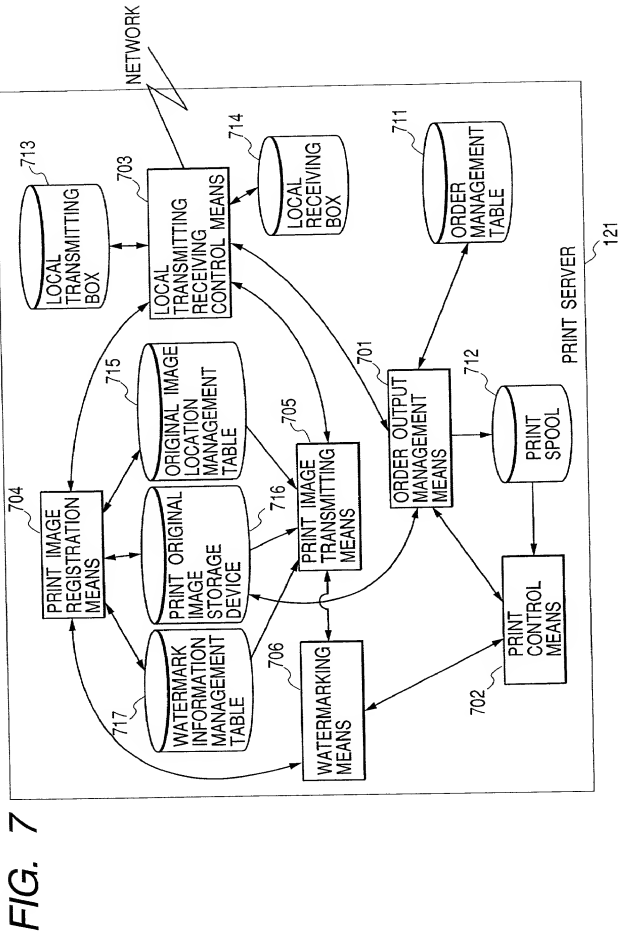 FIG. 7
NETWORK
713
LOCAL
TRANSMITTING
BOX
703
LOCAL
TRANSMITTING
RECEIVING
CONTROL MEANS
714
LOCAL
RECEIVING
BOX
711
ORDER
MANAGEMENT
TABLE
704
PRINT IMAGE
REGISTRATION
MEANS
715
ORIGINAL IMAGE
LOCATION
MANAGEMENT
TABLE
716
PRINT ORIGINAL
IMAGE
STORAGE
DEVICE
717
WATERMARK
INFORMATION
MANAGEMENT
TABLE
705
PRINT IMAGE
TRANSMITTING
MEANS
706
WATERMARKING
MEANS
701
ORDER OUTPUT
MANAGEMENT
MEANS
712
PRINT
SPOOL
702
PRINT
CONTROL
MEANS
PRINT SERVER
121